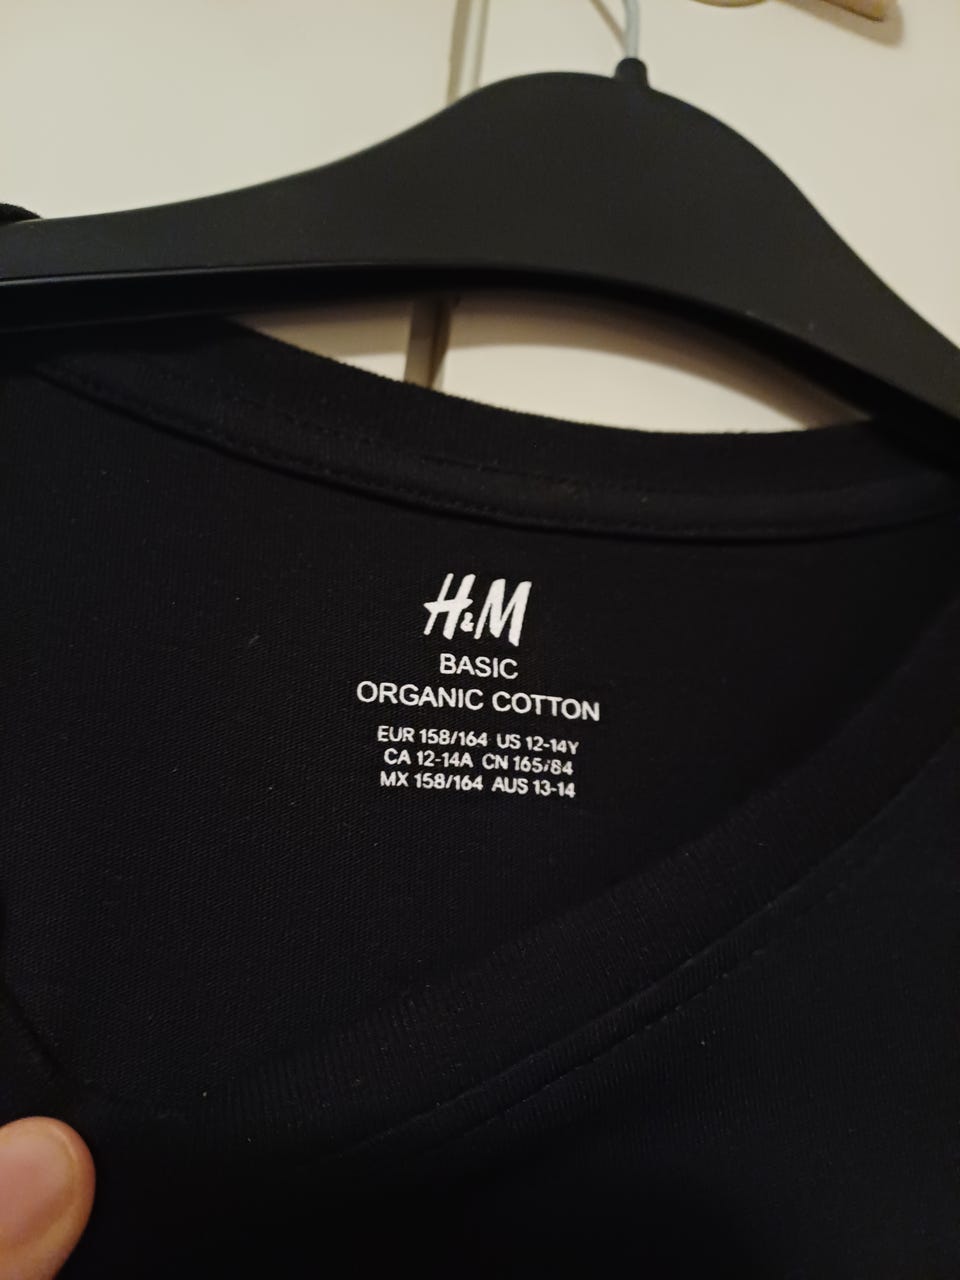 H&M
BASIC
ORGANIC COTTON
EUR 158/164 US 12-14Y
CA 12-14A CN 165/84
MX 158/164 AUS 13-14